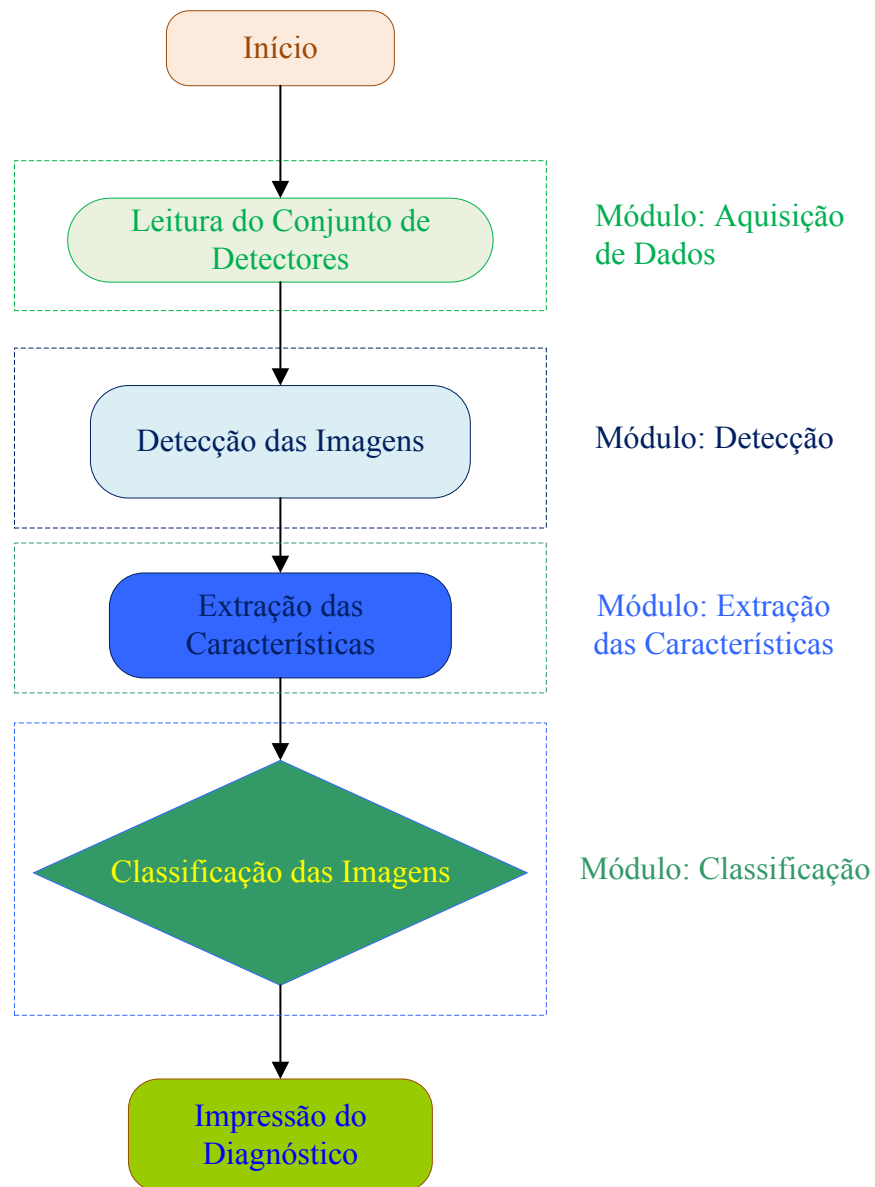 Início
Leitura do Conjunto de
Detectores
Módulo: Aquisição
de Dados
Detecção das Imagens
Módulo: Detecção
Extração das
Características
Módulo: Extração
das Características
Classificação das Imagens
Módulo: Classificação
Impressão do
Diagnóstico